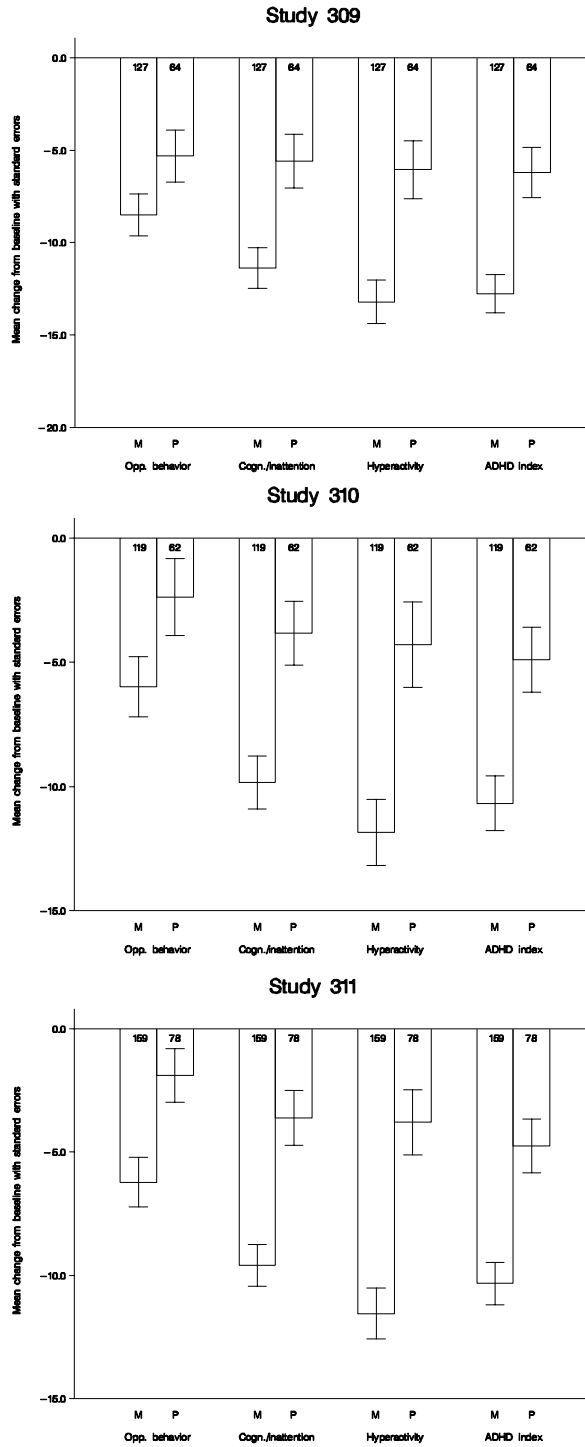 Study 309
Mean change from baseline with standard errors
0.0
−5.0
−10.0
−15.0
−20.0
127 64 127 64 127 64 127 64
M P M P M P M P
Opp. behavior Cogn./inattention Hyperactivity ADHD index
Study 310
Mean change from baseline with standard errors
0.0
−5.0
−10.0
−15.0
119 62 119 62 119 62 119 62
M P M P M P M P
Opp. behavior Cogn./inattention Hyperactivity ADHD index
Study 311
Mean change from baseline with standard errors
0.0
−5.0
−10.0
−15.0
159 78 159 78 159 78 159 78
M P M P M P M P
Opp. behavior Cogn./inattention Hyperactivity ADHD index